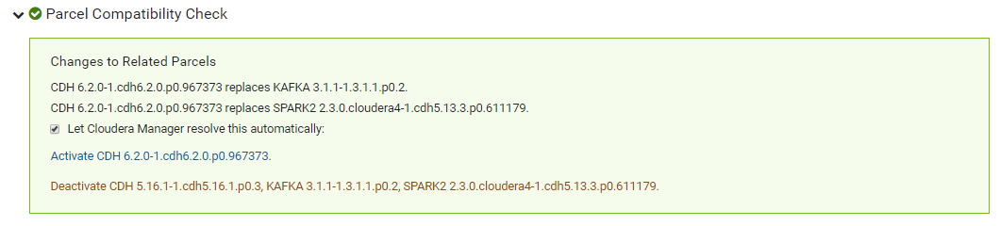 Parcel Compatibility Check
Changes to Related Parcels
CDH 6.2.0-1.cdh6.2.0.p0.967373 replaces KAFKA 3.1.1-1.3.1.1.p0.2.
CDH 6.2.0-1.cdh6.2.0.p0.967373 replaces SPARK2 2.3.0.cloudera4-1.cdh5.13.3.p0.611179.
Let Cloudera Manager resolve this automatically:
Activate CDH 6.2.0-1.cdh6.2.0.p0.967373.
Deactivate CDH 5.16.1-1.cdh5.16.1.p0.3, KAFKA 3.1.1-1.3.1.1.p0.2, SPARK2 2.3.0.cloudera4-1.cdh5.13.3.p0.611179.